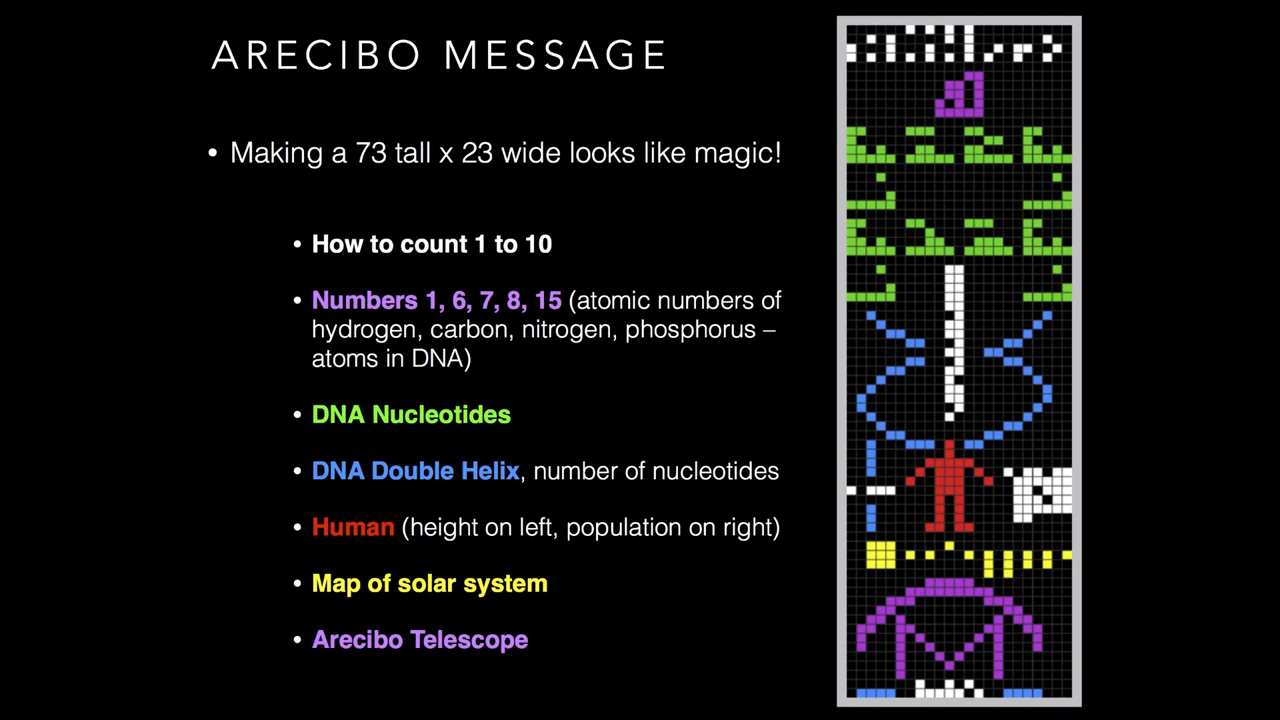 ARECIBO MESSAGE
• Making a 73 tall x 23 wide looks like magic!
• How to count 1 to 10
• Numbers 1, 6, 7, 8, 15 (atomic numbers of
hydrogen, carbon, nitrogen, phosphorus –
atoms in DNA)
• DNA Nucleotides
• DNA Double Helix, number of nucleotides
• Human (height on left, population on right)
• Map of solar system
• Arecibo Telescope